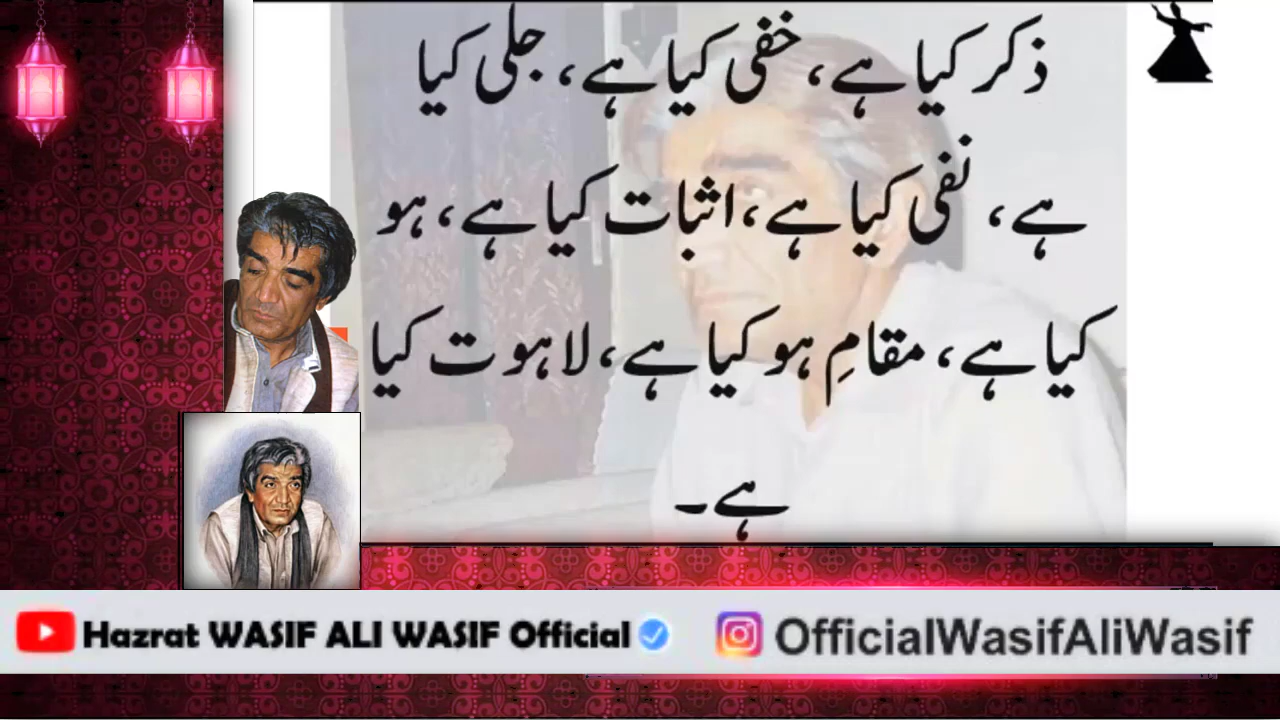 ذکر کیا ہے، خفی کیا ہے، جلی کیا
ہے، نفی کیا ہے، اثبات کیا ہے، ہو
کیا ہے، مقامِ ہو کیا ہے، لاہوت کیا
ہے۔
Hazrat WASIF ALI WASIF Official
OfficialWasifAliWasif